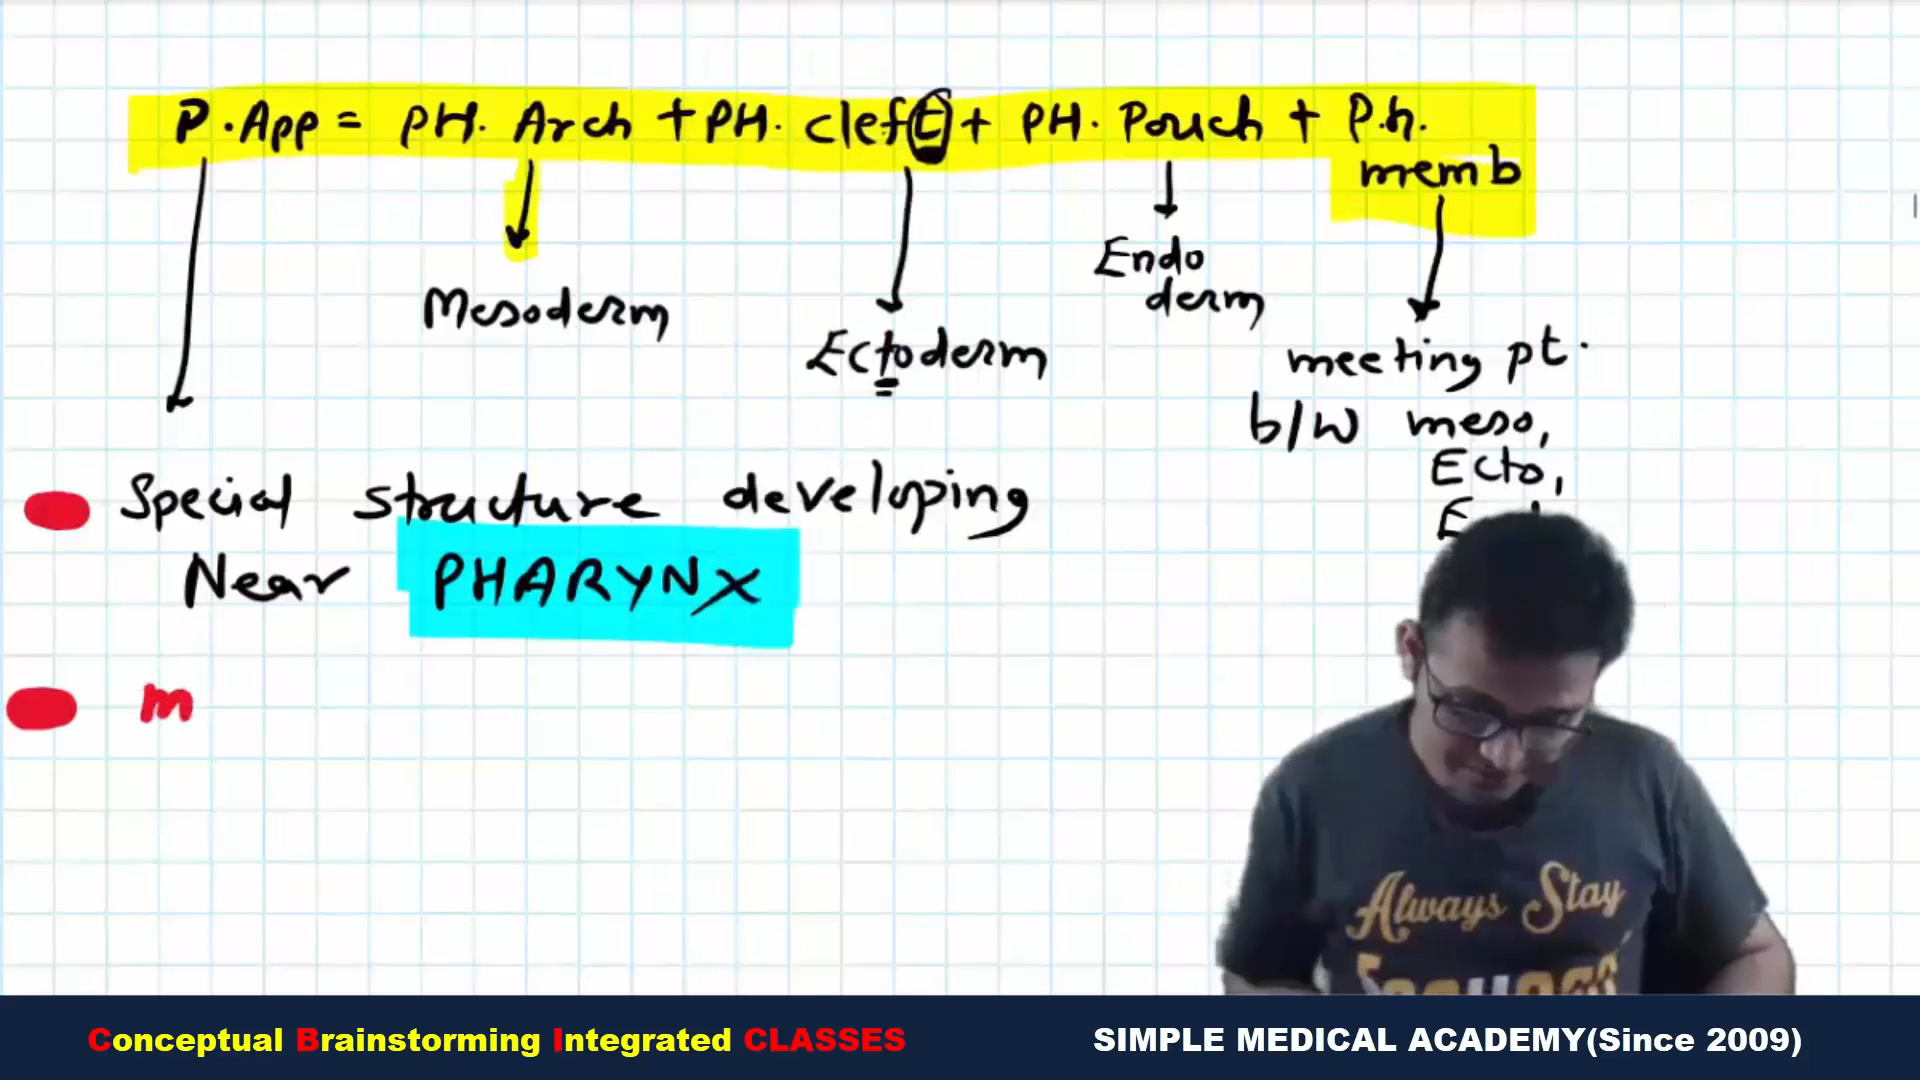 P.App = PH. Arch + PH. cleft + PH. Pouch + P.h.
memb
Mesoderm
Ectoderm
Endo
derm
meeting pt.
b/w meso,
Ecto,
Special structure developing
Near PHARYNX
m
Always Stay
Conceptual Brainstorming Integrated CLASSES
SIMPLE MEDICAL ACADEMY(Since 2009)